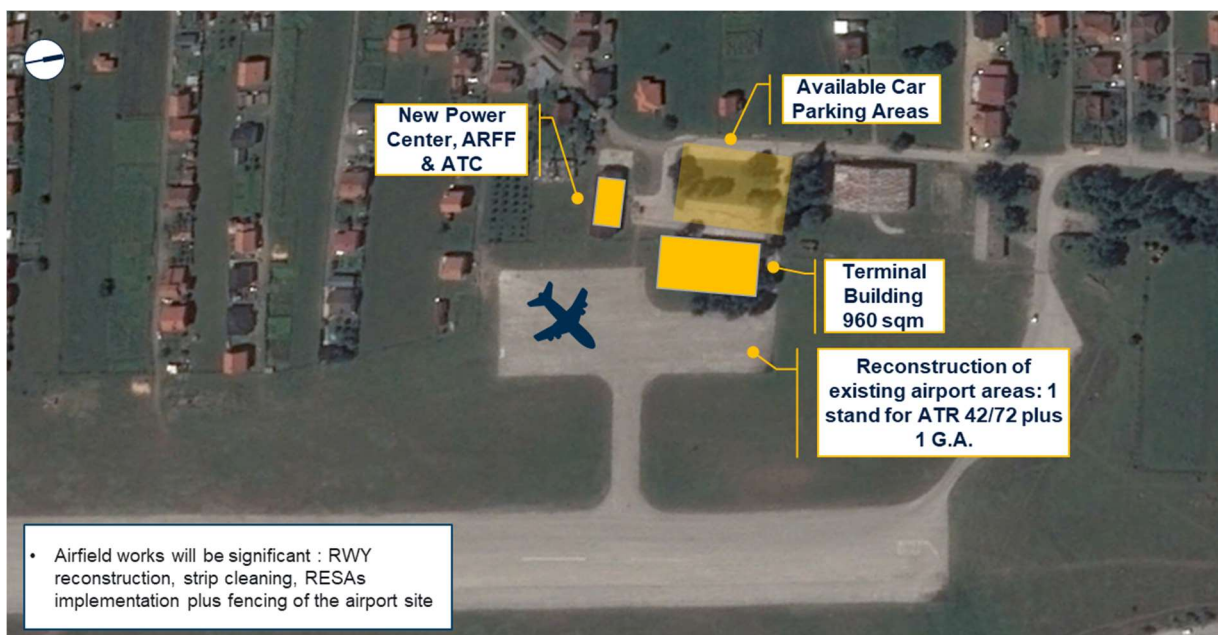 Available Car
Parking Areas
New Power
Center, ARFF
& ATC
Terminal
Building
960 sqm
Reconstruction of
existing airport areas: 1
stand for ATR 42/72 plus
1 G.A.
• Airfield works will be significant : RWY
reconstruction, strip cleaning, RESAs
implementation plus fencing of the airport site